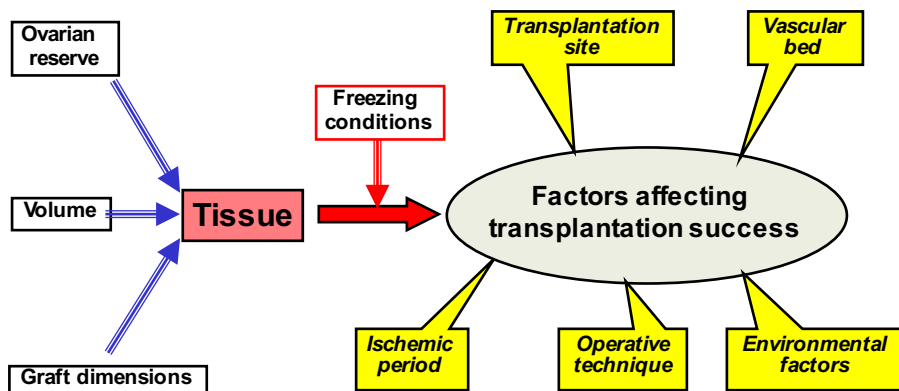 Ovarian
reserve
Volume
Graft dimensions
Tissue
Freezing
conditions
Transplantation
site
Vascular
bed
Factors affecting
transplantation success
Ischemic
period
Operative
technique
Environmental
factors